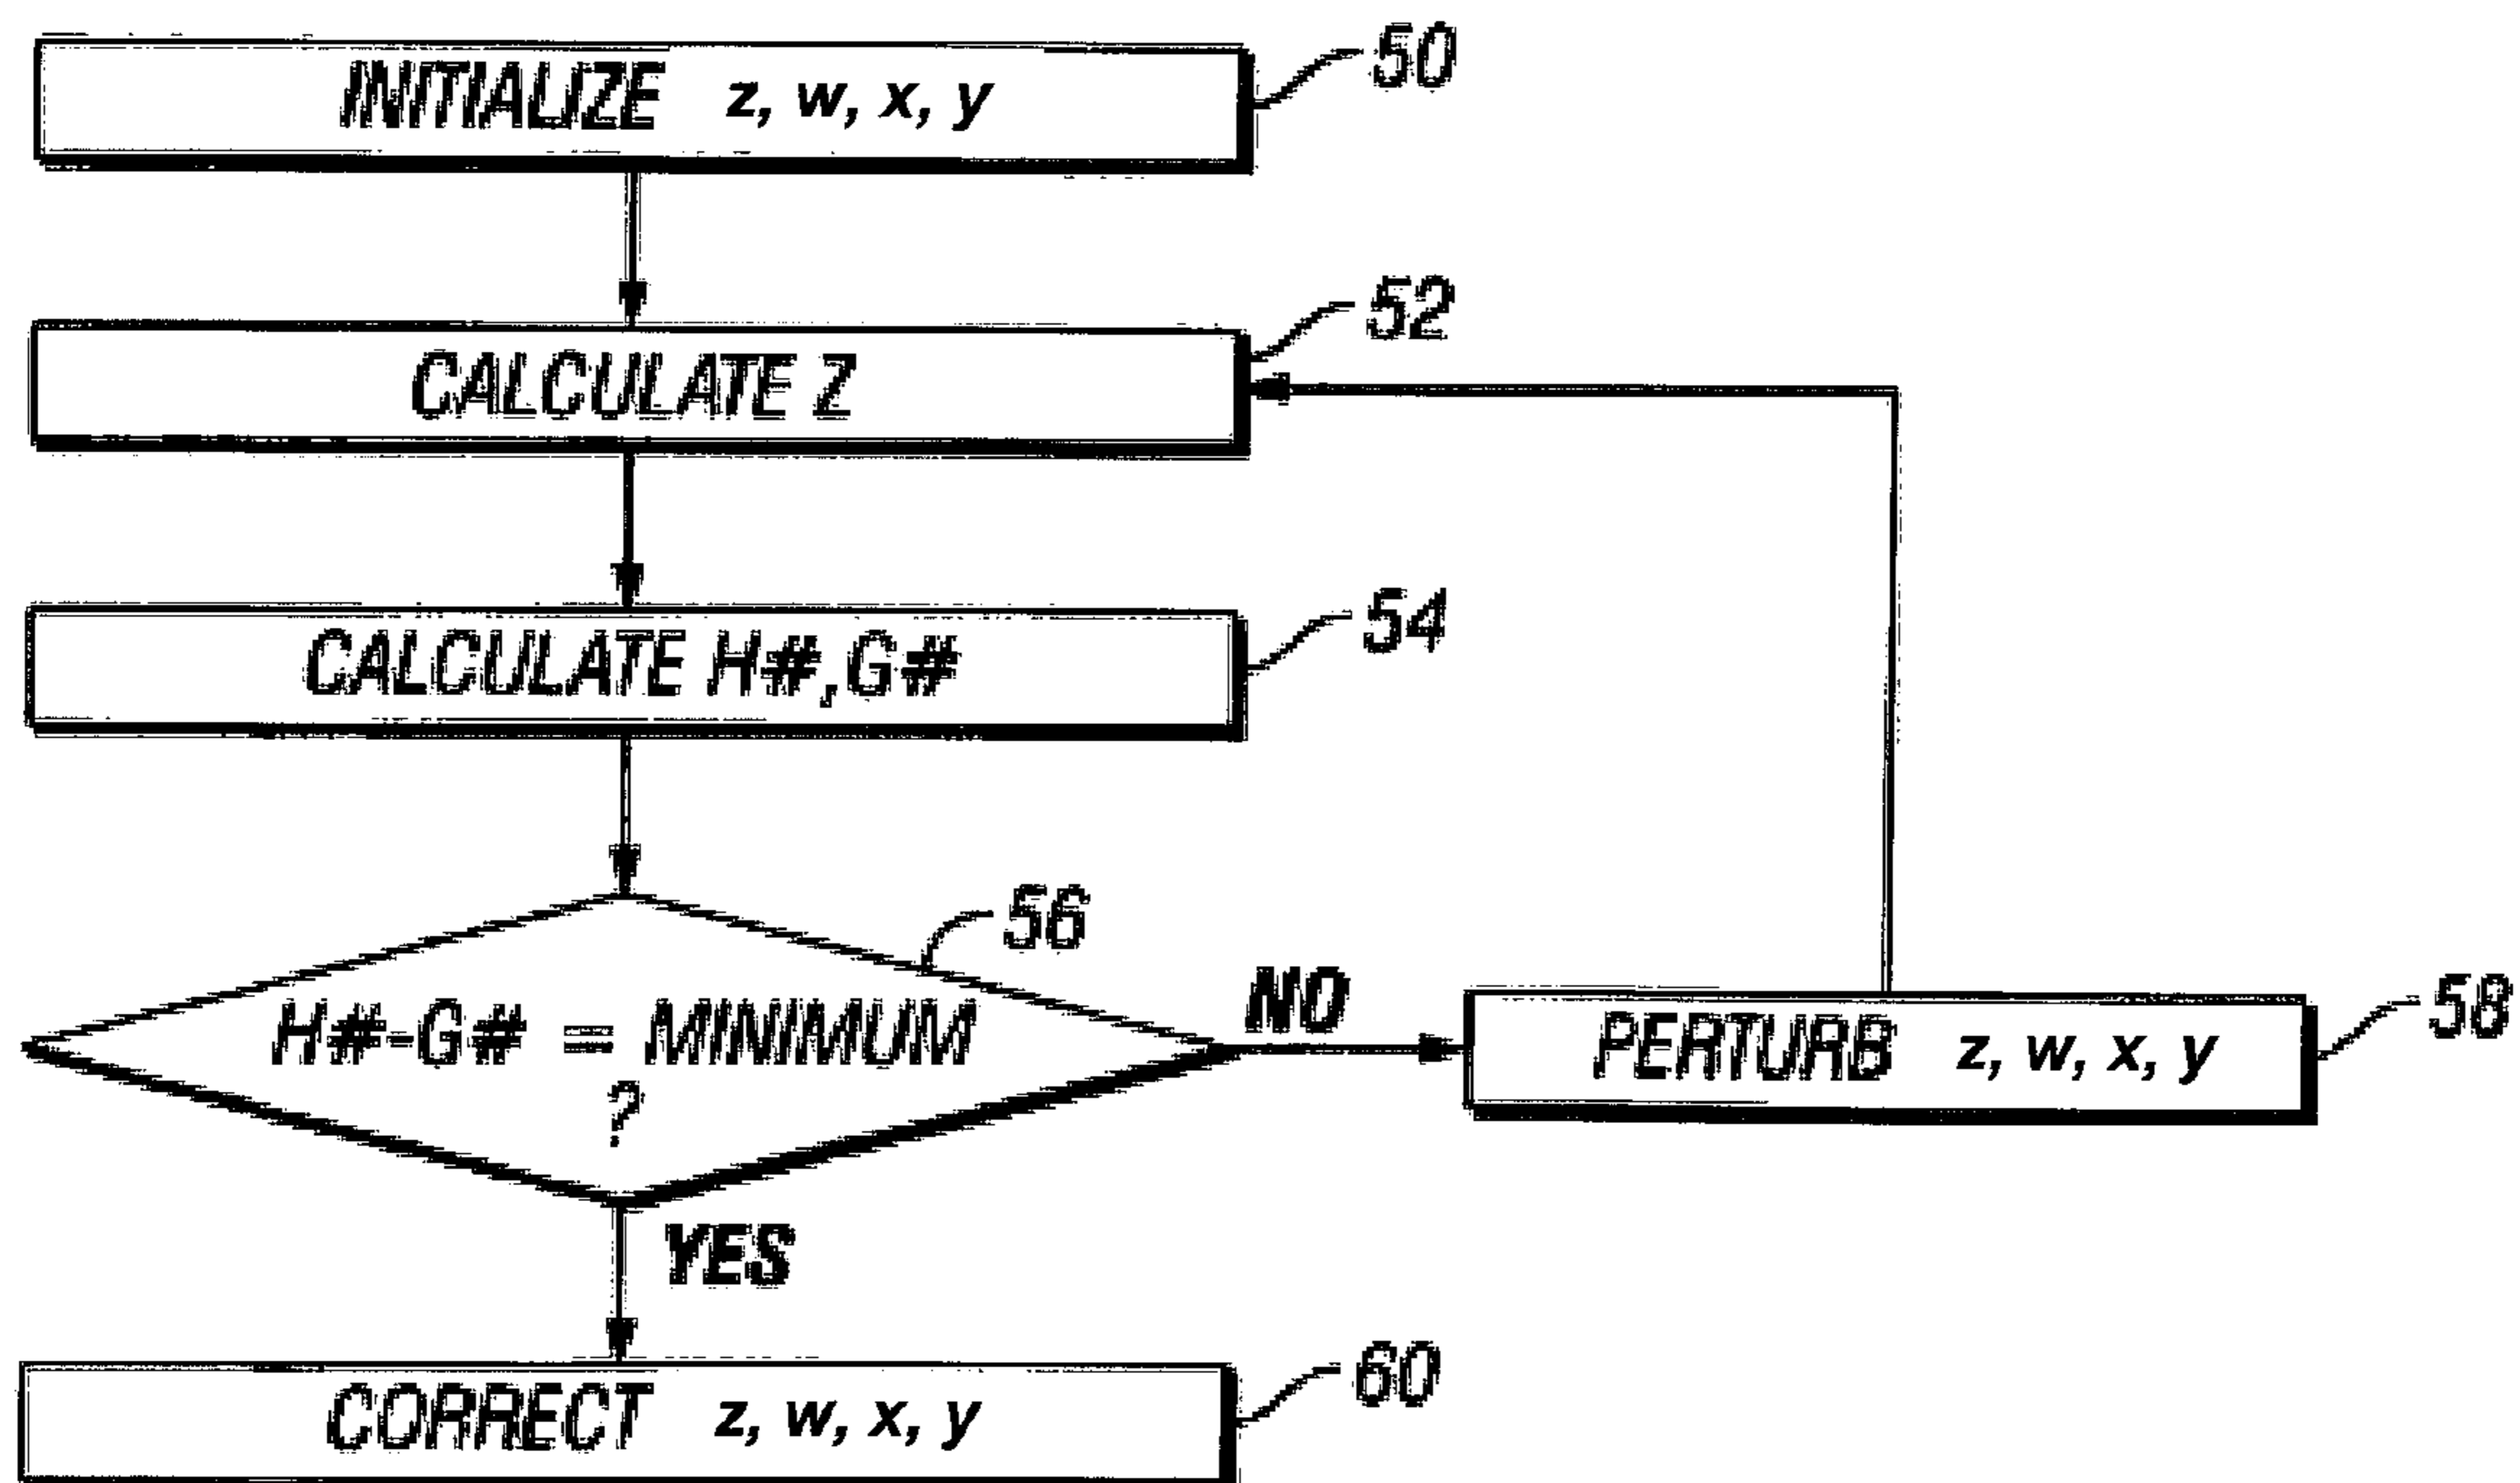 INITIALIZE z, w, x, y
50
CALCULATE Z
52
CALCULATE H#,G#
54
56
H#-G# = MINIMUM
?
NO
PERTURB z, w, x, y
58
YES
CORRECT z, w, x, y
60